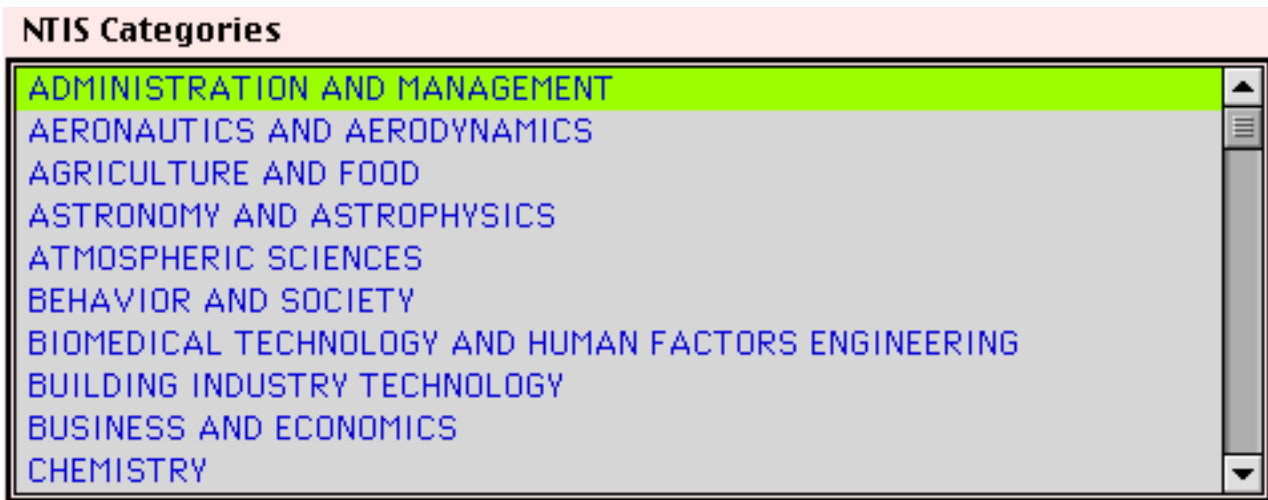 NTIS Categories
ADMINISTRATION AND MANAGEMENT
AERONAUTICS AND AERODYNAMICS
AGRICULTURE AND FOOD
ASTRONOMY AND ASTROPHYSICS
ATMOSPHERIC SCIENCES
BEHAVIOR AND SOCIETY
BIOMEDICAL TECHNOLOGY AND HUMAN FACTORS ENGINEERING
BUILDING INDUSTRY TECHNOLOGY
BUSINESS AND ECONOMICS
CHEMISTRY